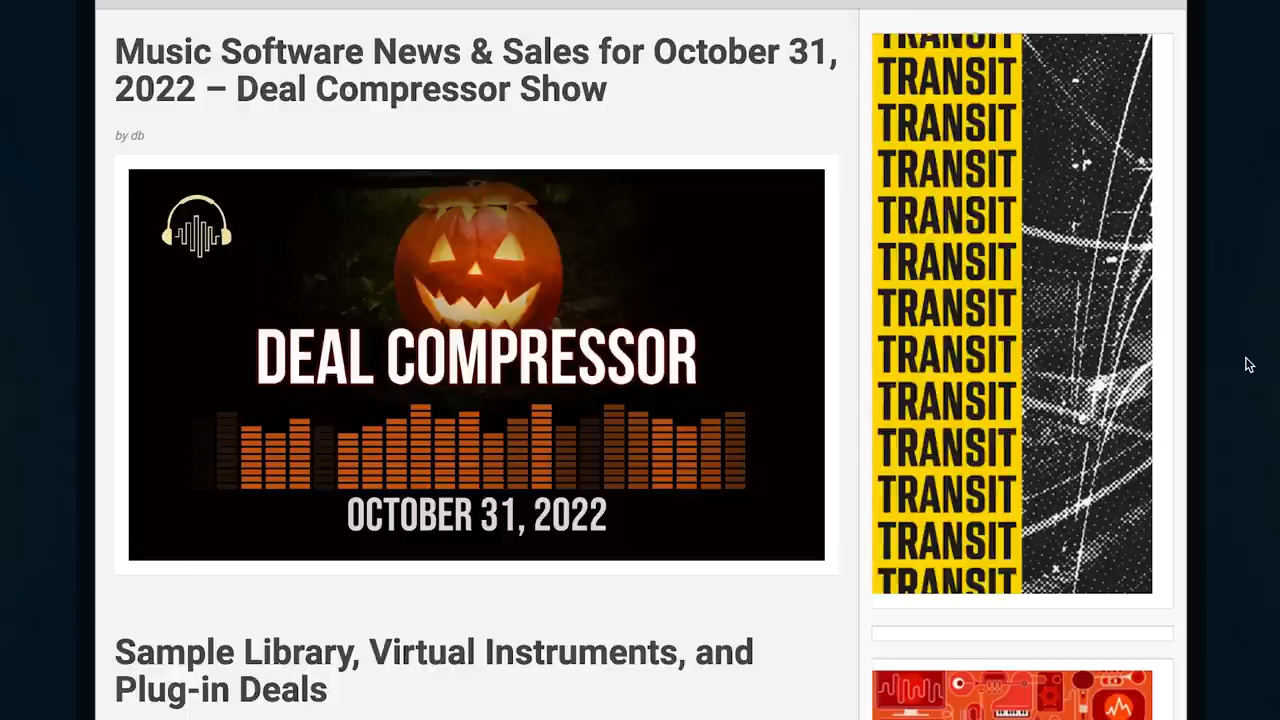 Music Software News & Sales for October 31,
2022 – Deal Compressor Show
by db
DEAL COMPRESSOR
OCTOBER 31, 2022
Sample Library, Virtual Instruments, and
Plug-in Deals
TRANSIT
TRANSIT
TRANSIT
TRANSIT
TRANSIT
TRANSIT
TRANSIT
TRANSIT
TRANSIT
TRANSIT
TRANSIT
TRANSIT
TRANSIT